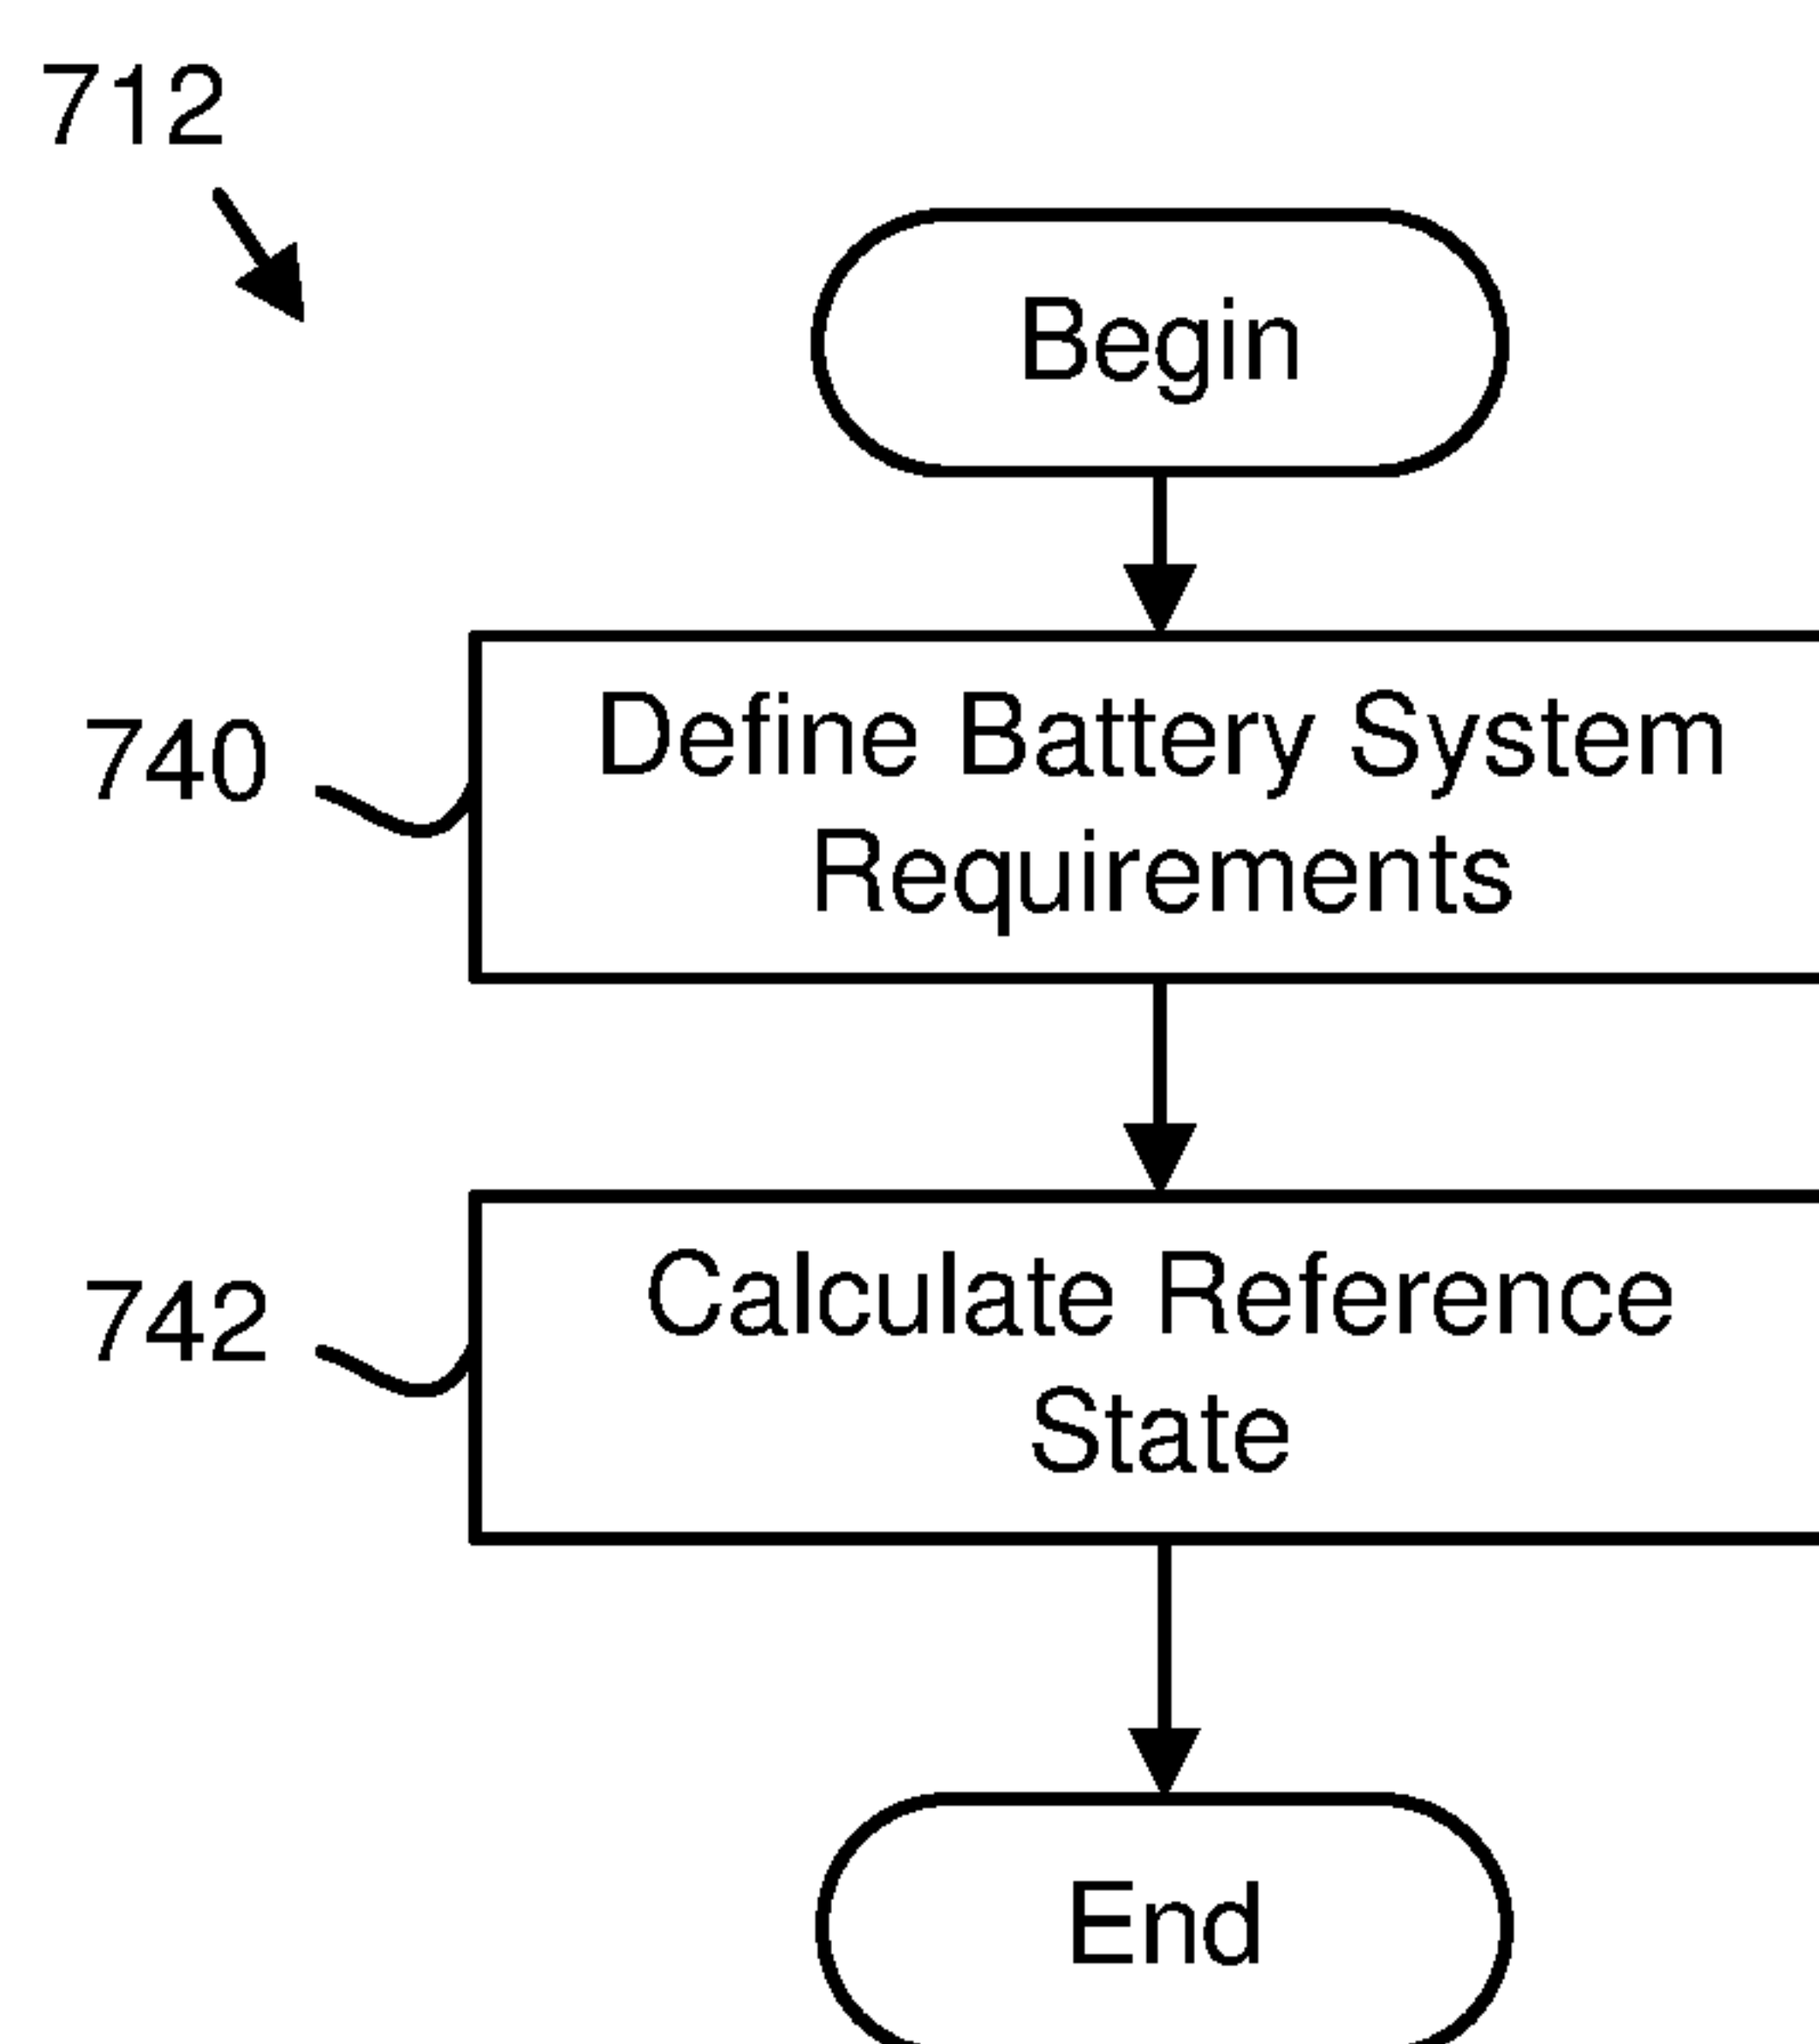 712
Begin
740
Define Battery System
Requirements
742
Calculate Reference
State
End